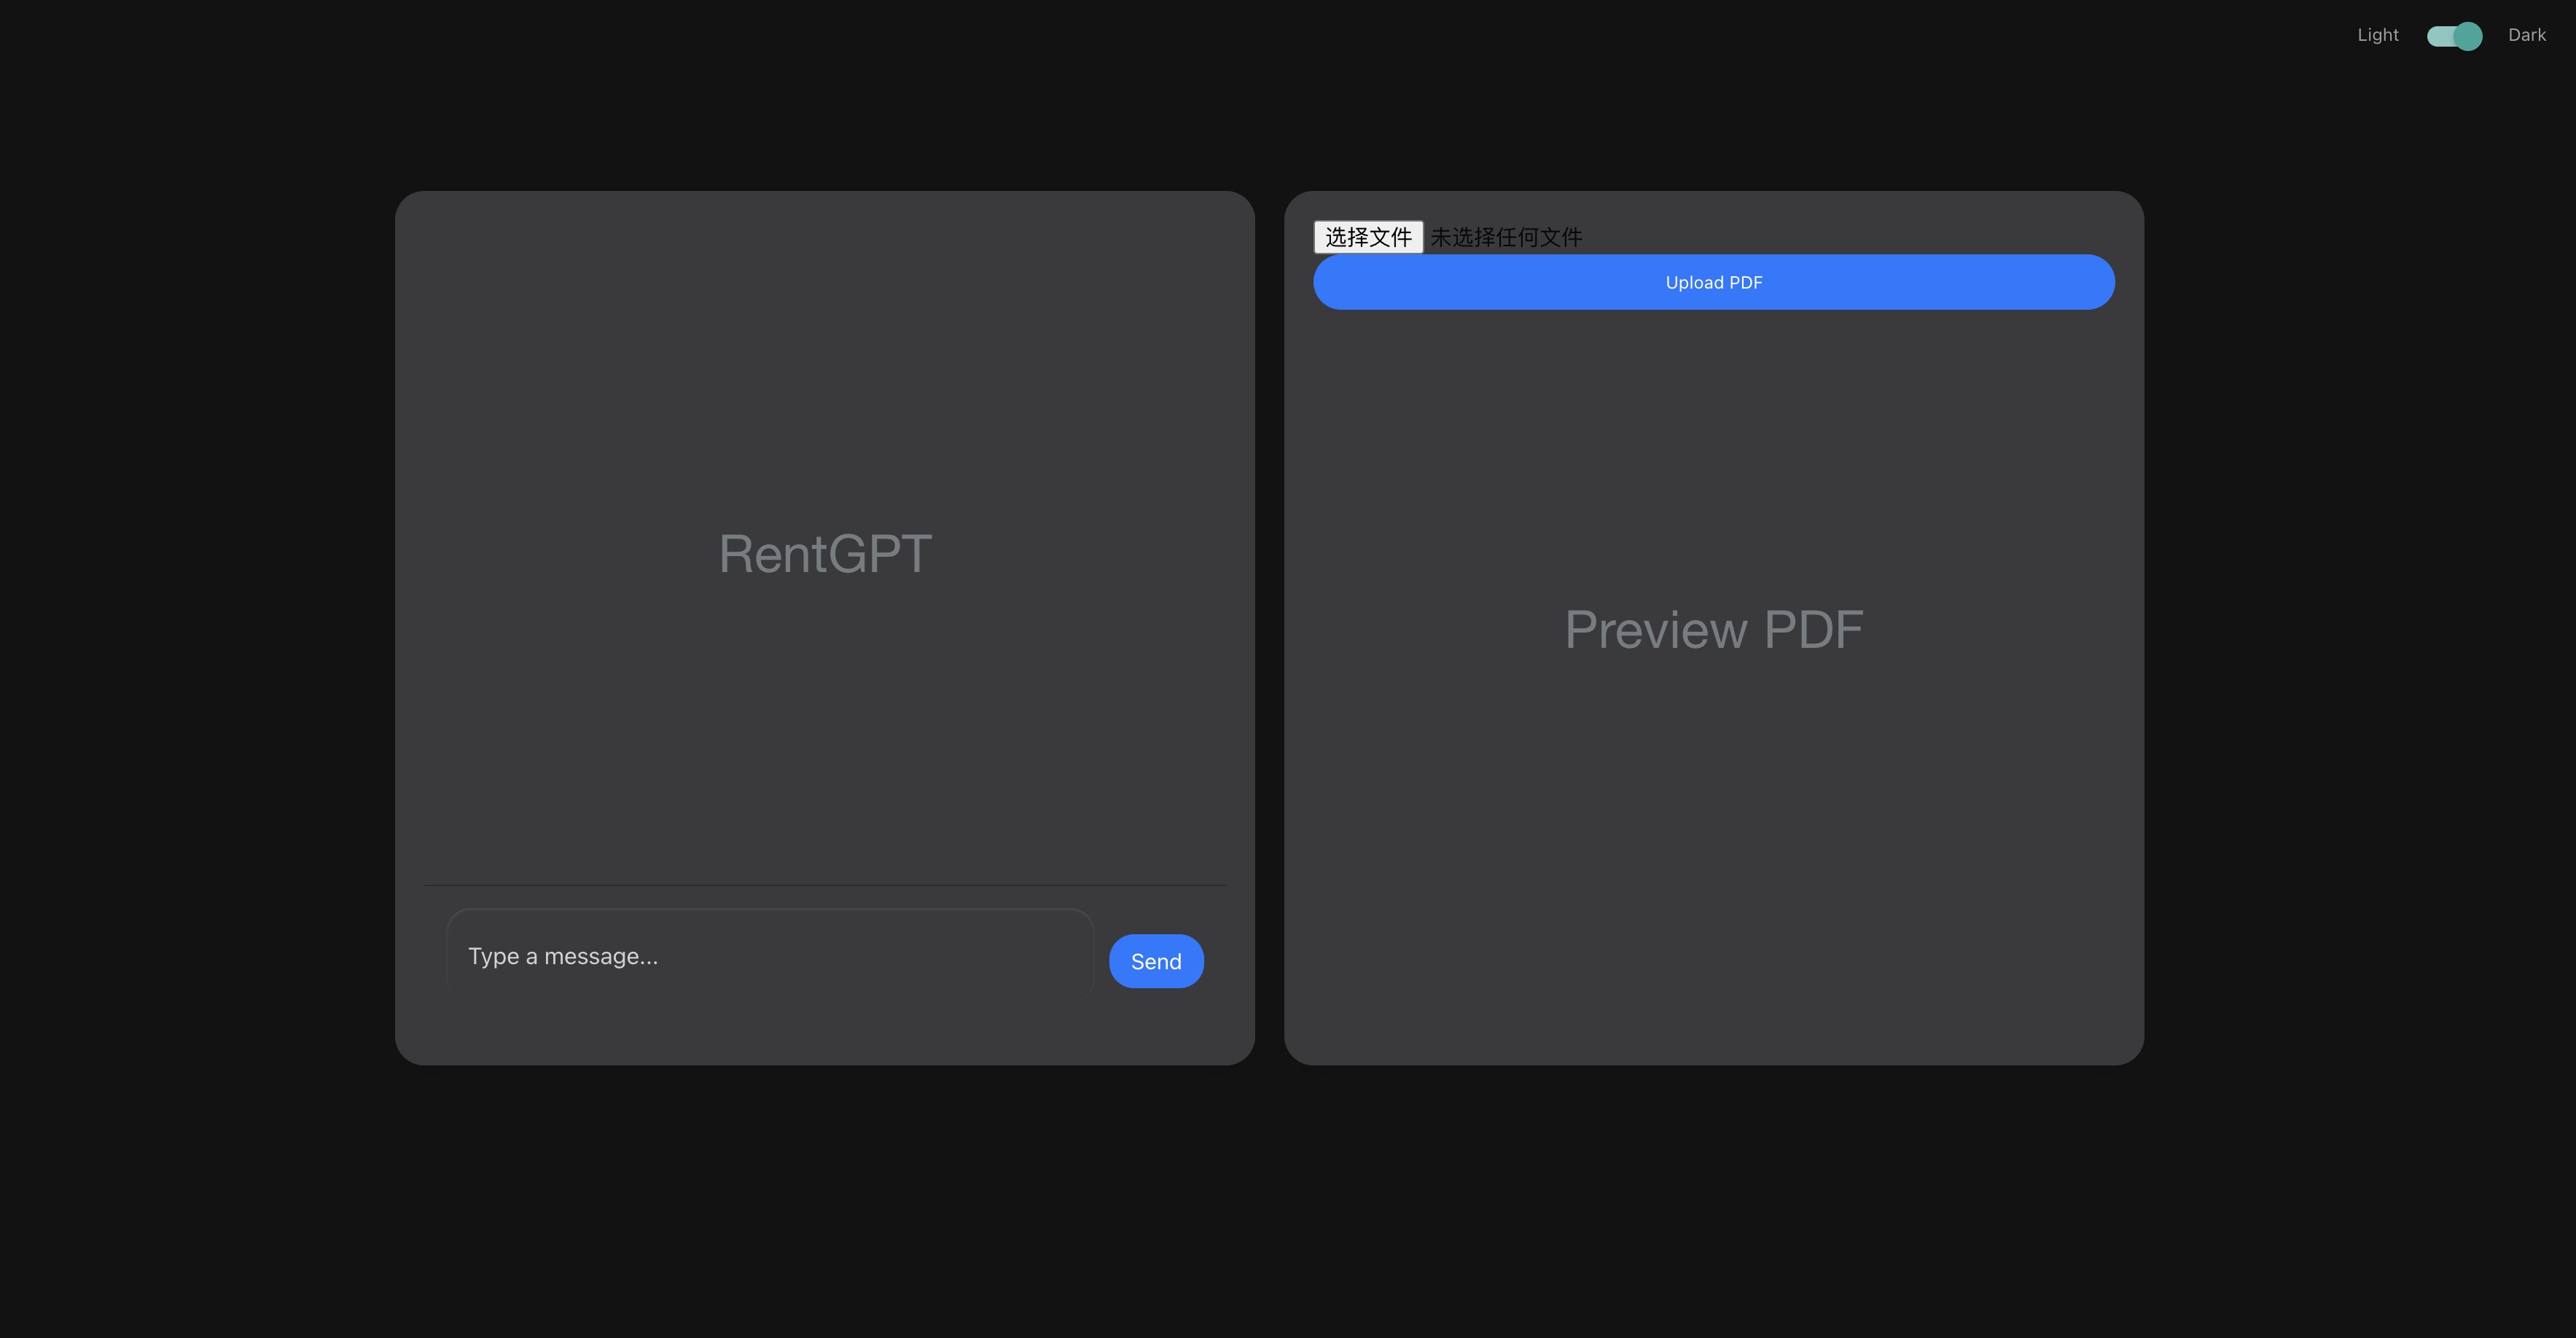 Light Dark
RentGPT
Type a message...
Send
选择文件 未选择任何文件
Upload PDF
Preview PDF